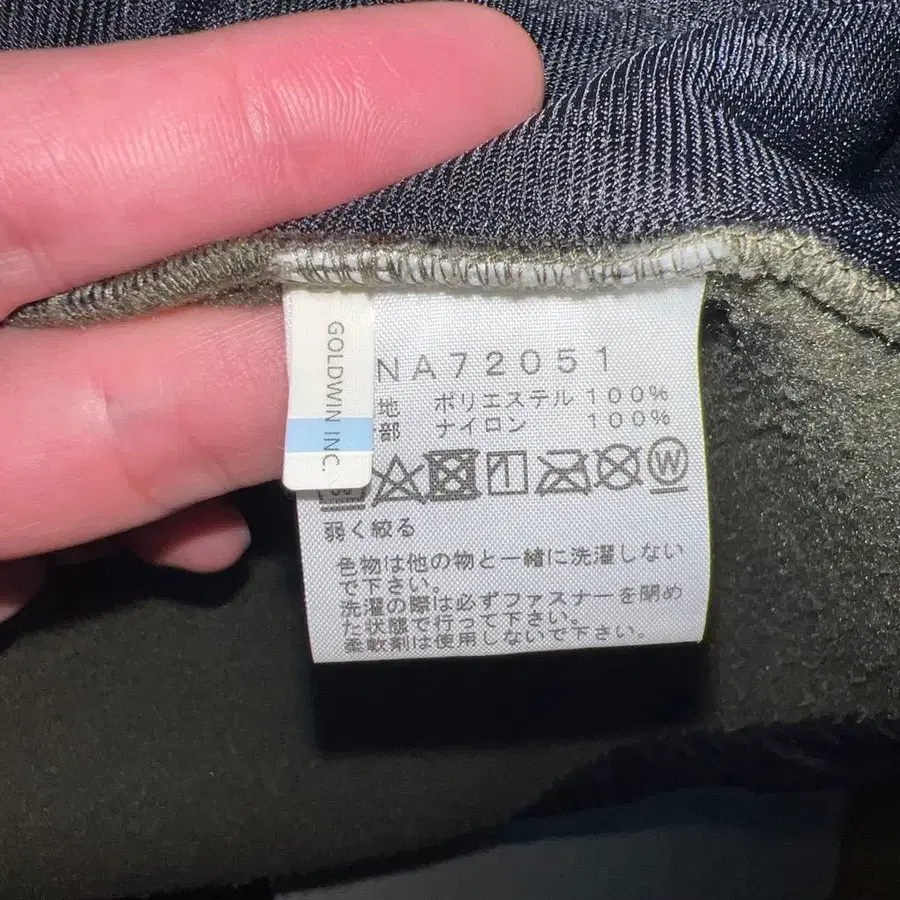 GOLDWIN INC.
NA72051
地 ポリエステル 100%
部 ナイロン 100%
W
弱く絞る
色物は他の物と一緒に洗濯しない
で下さい。
洗濯の際は必ずファスナーを閉め
た状態で行って下さい。
柔軟剤は使用しないで下さい。